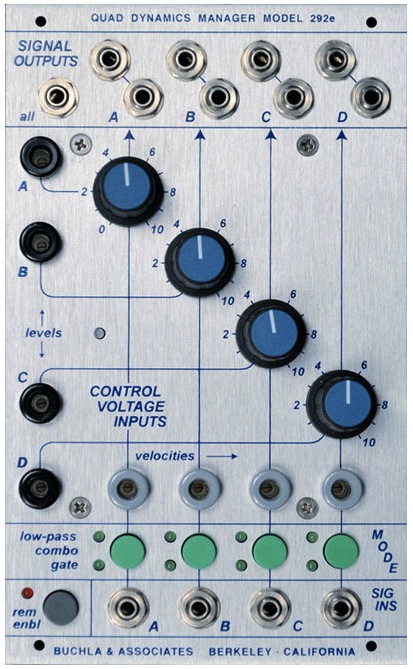 QUAD DYNAMICS MANAGER MODEL 292e
SIGNAL
OUTPUTS
all
A
B
C
D
A
4
6
2
8
0
10
B
4
6
2
8
10
levels
4
6
2
8
10
C
CONTROL
VOLTAGE
INPUTS
4
6
2
8
10
D
velocities
low-pass
combo
gate
MODE
rem
enbl
A
B
C
D
SIG
INS
BUCHLA & ASSOCIATES BERKELEY · CALIFORNIA